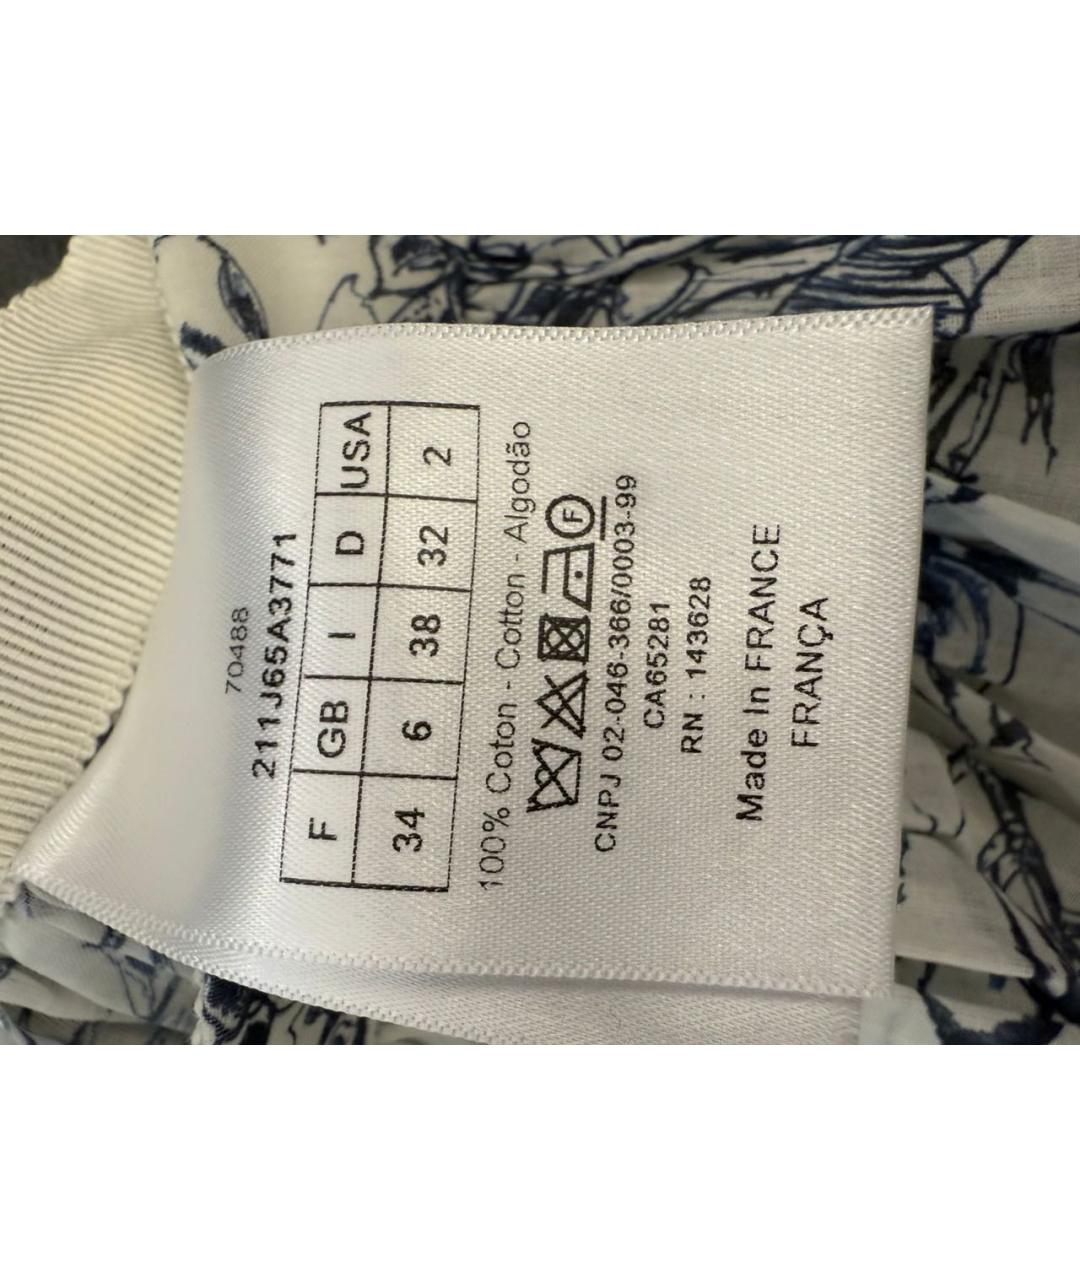 70488
211J65A3771
F GB I D USA
34 6 38 32 2
100% Coton - Cotton - Algodão
F
CNPJ 02-046-366/0003-99
CA65281
RN : 143628
Made In FRANCE
FRANÇA